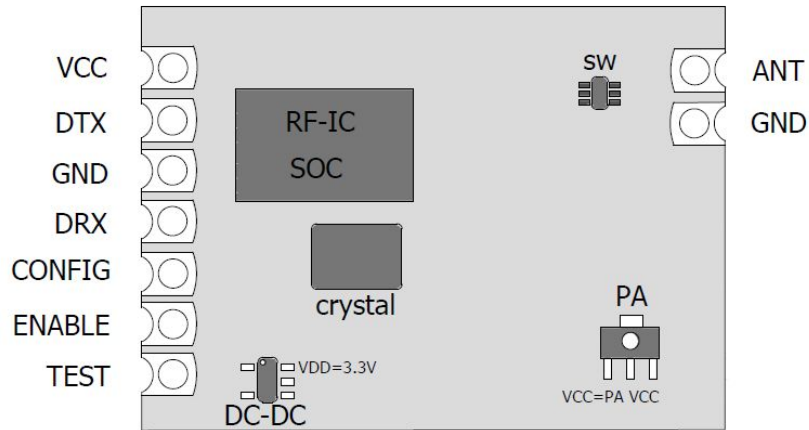 VCC
DTX
GND
DRX
CONFIG
ENABLE
TEST
RF-IC
SOC
crystal
VDD=3.3V
DC-DC
SW
PA
VCC=PA VCC
ANT
GND